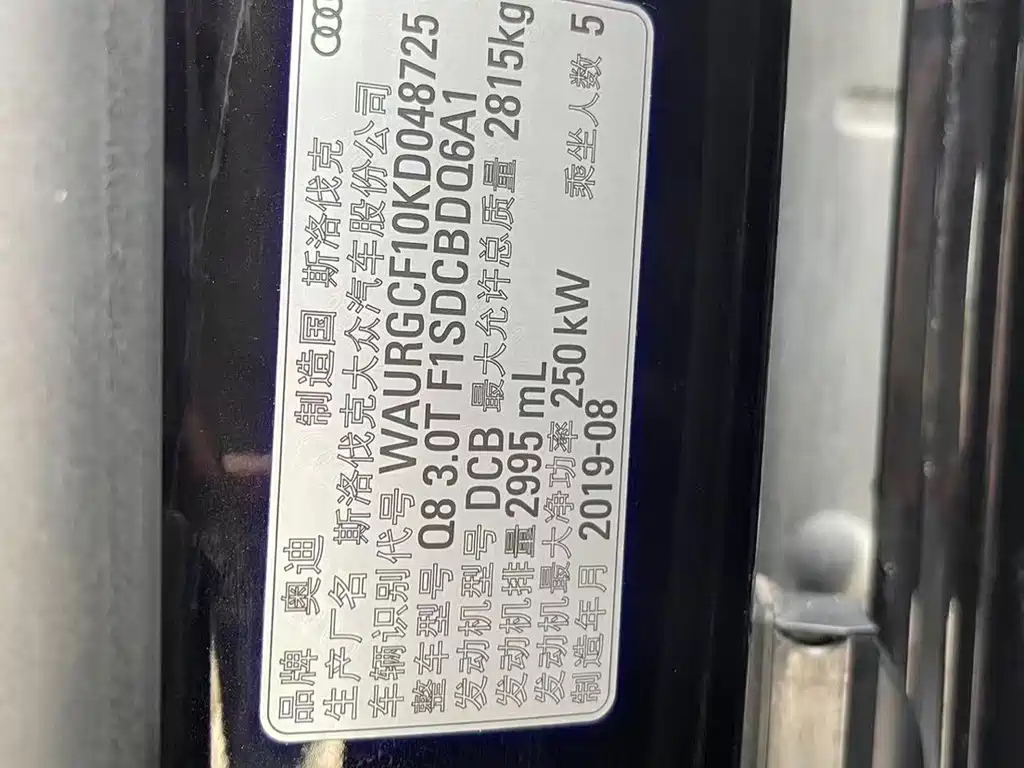 品牌 奥迪 制造国 斯洛伐克
生产厂名 斯洛伐克大众汽车股份公司
车辆识别代号 WAURGCF10KD048725
整车型号 Q8 3.0T F1SDCBDQ6A1
发动机型号 DCB 最大允许总质量 2815kg
发动机排量 2995 mL
发动机最大净功率 250kW 乘坐人数 5
制造年月 2019-08